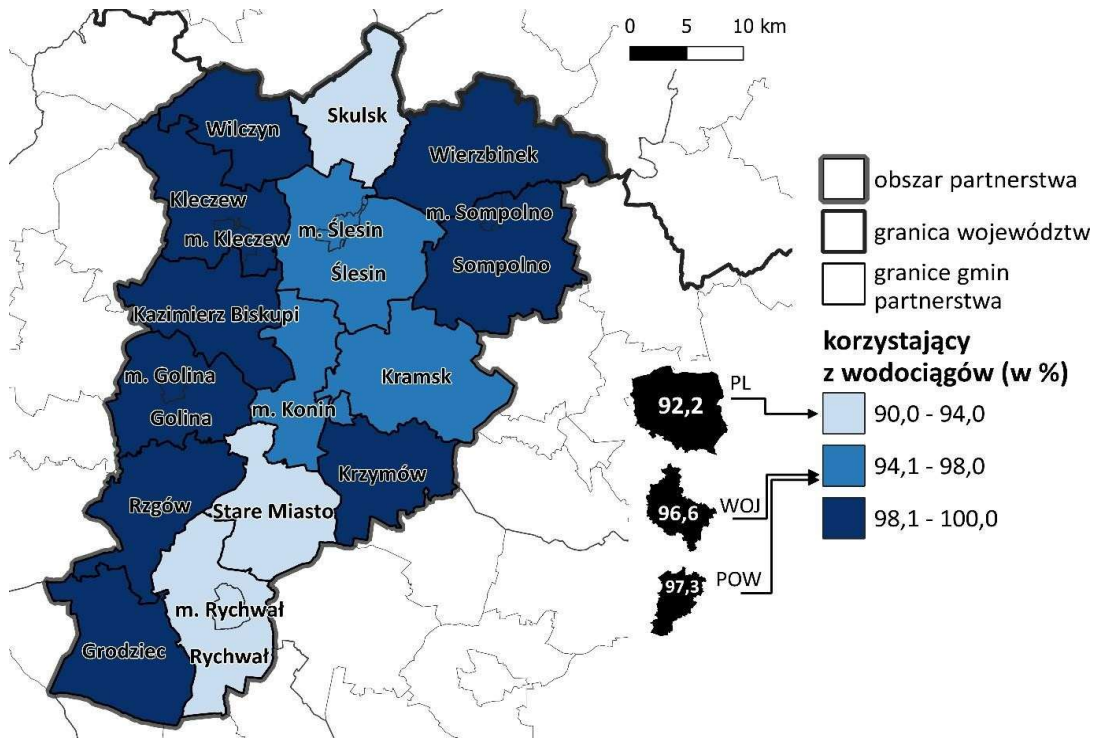 0 5 10 km
Skulsk
Wilczyn
Wierzbinek
Kleczew
m. Sompolno
m. Ślesin
m. Kleczew
Sompolno
Ślesin
Kazimierz Biskupi
m. Golina
Kramsk
Golina
m. Konin
Krzymów
Rzgów
Stare Miasto
m. Rychwał
Grodziec
Rychwał
obszar partnerstwa
granica województw
granice gmin
partnerstwa
korzystający
z wodociągów (w %)
90,0 - 94,0
94,1 - 98,0
98,1 - 100,0
PL
92,2
WOJ
96,6
POW
97,3